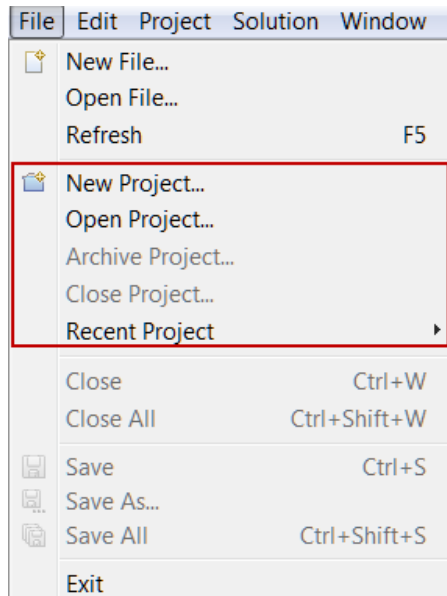 File Edit Project Solution Window
New File...
Open File...
Refresh F5
New Project...
Open Project...
Archive Project...
Close Project...
Recent Project
Close Ctrl+W
Close All Ctrl+Shift+W
Save Ctrl+S
Save As...
Save All Ctrl+Shift+S
Exit